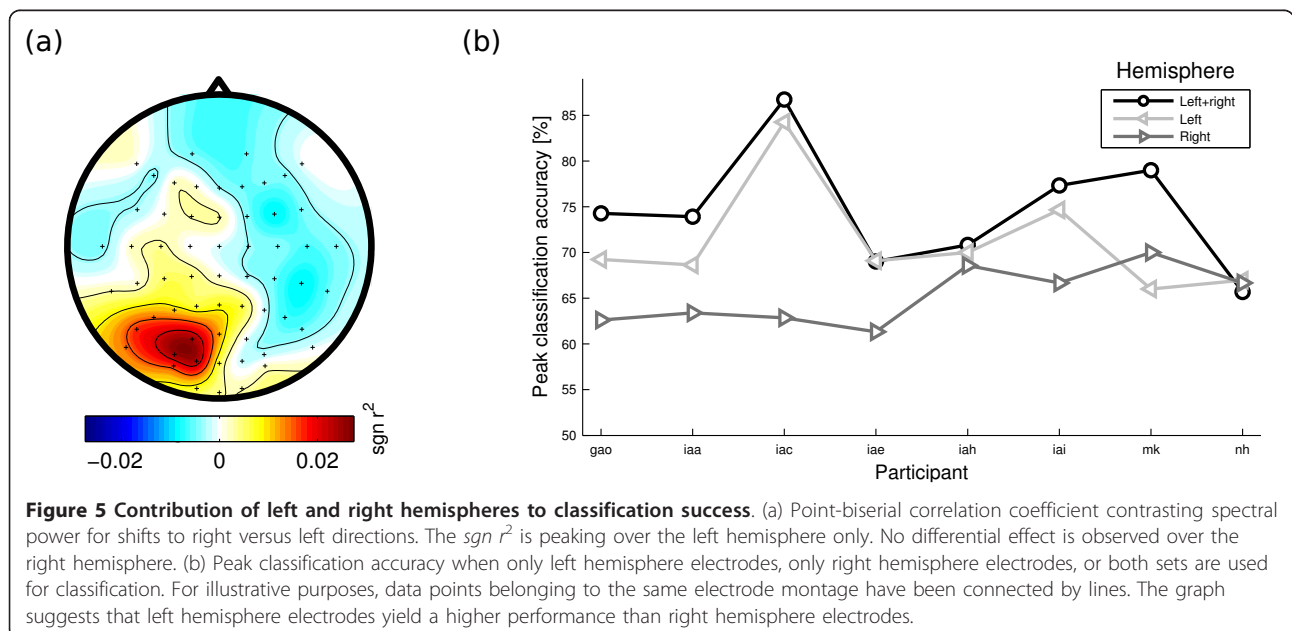 (a)
(b)
−0.02 0 0.02
sgn r²
Peak classification accuracy [%]
85
80
75
70
65
60
55
50
gao iaa iac iae iah iai mk nh
Participant
Hemisphere
Left+right
Left
Right
Figure 5 Contribution of left and right hemispheres to classification success. (a) Point-biserial correlation coefficient contrasting spectral
power for shifts to right versus left directions. The sgn r² is peaking over the left hemisphere only. No differential effect is observed over the
right hemisphere. (b) Peak classification accuracy when only left hemisphere electrodes, only right hemisphere electrodes, or both sets are used
for classification. For illustrative purposes, data points belonging to the same electrode montage have been connected by lines. The graph
suggests that left hemisphere electrodes yield a higher performance than right hemisphere electrodes.